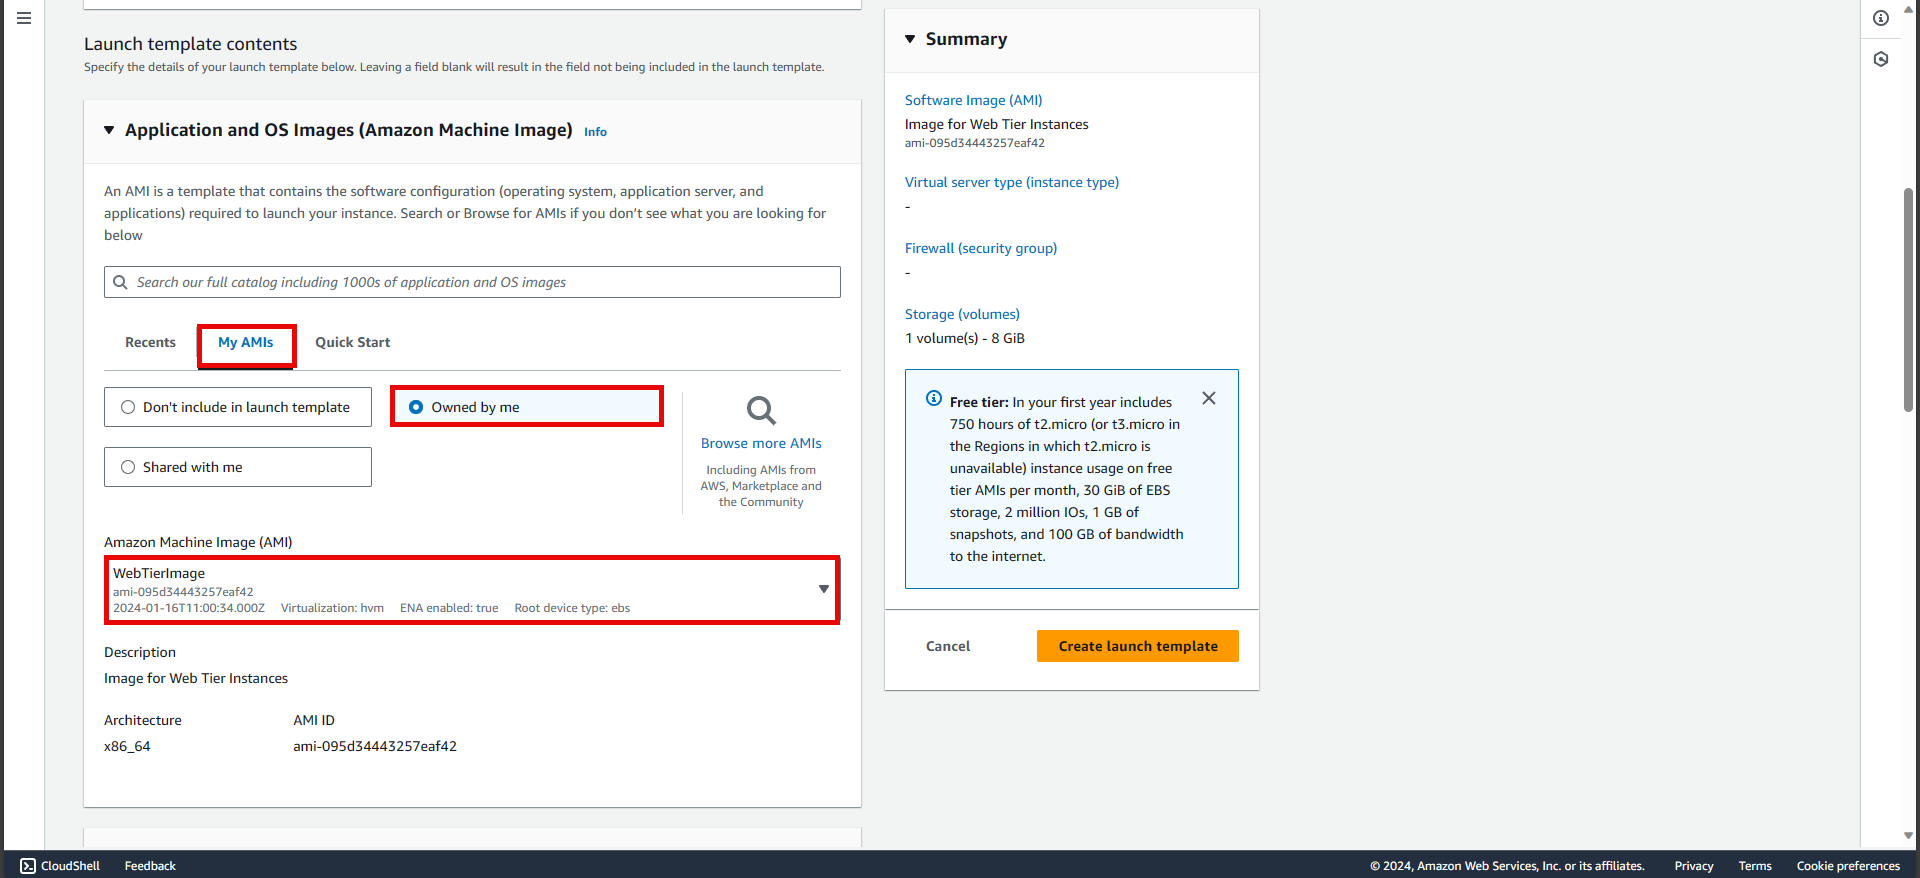 Launch template contents
Specify the details of your launch template below. Leaving a field blank will result in the field not being included in the launch template.
Application and OS Images (Amazon Machine Image) Info
An AMI is a template that contains the software configuration (operating system, application server, and
applications) required to launch your instance. Search or Browse for AMIs if you don't see what you are looking for
below
Search our full catalog including 1000s of application and OS images
Recents
My AMIs
Quick Start
Don't include in launch template
Owned by me
Shared with me
Browse more AMIs
Including AMIs from
AWS, Marketplace and
the Community
Amazon Machine Image (AMI)
WebTierImage
ami-095d34443257eaf42
2024-01-16T11:00:34.000Z Virtualization: hvm ENA enabled: true Root device type: ebs
Description
Image for Web Tier Instances
Architecture
x86_64
AMI ID
ami-095d34443257eaf42
Summary
Software Image (AMI)
Image for Web Tier Instances
ami-095d34443257eaf42
Virtual server type (instance type)
-
Firewall (security group)
-
Storage (volumes)
1 volume(s) - 8 GiB
Free tier: In your first year includes
750 hours of t2.micro (or t3.micro in
the Regions in which t2.micro is
unavailable) instance usage on free
tier AMIs per month, 30 GiB of EBS
storage, 2 million IOs, 1 GB of
snapshots, and 100 GB of bandwidth
to the internet.
Cancel
Create launch template
CloudShell
Feedback
© 2024, Amazon Web Services, Inc. or its affiliates.
Privacy
Terms
Cookie preferences